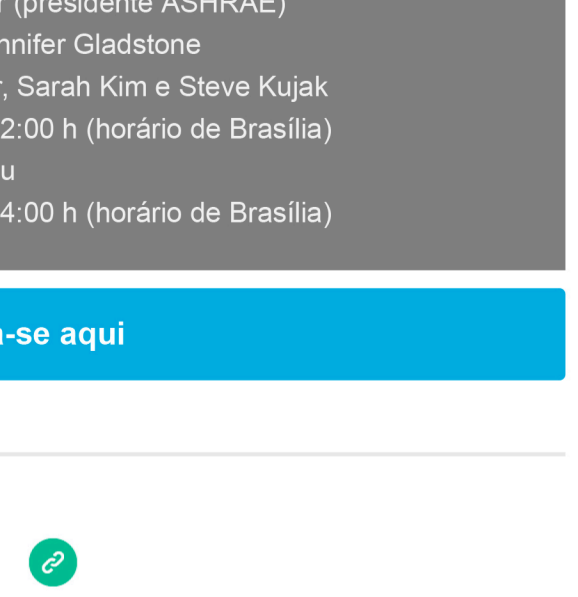 (presidente ASHRAE)
nnifer Gladstone
, Sarah Kim e Steve Kujak
2:00 h (horário de Brasília)
u
4:00 h (horário de Brasília)
-se aqui